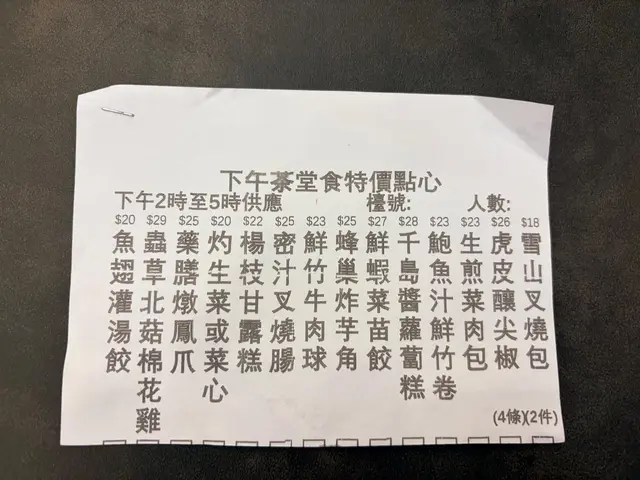 下午茶堂食特價點心
下午2時至5時供應 檯號: 人數:
$18 雪山叉燒包 (2件)
$26 虎皮釀尖椒 (4條)
$23 生煎菜肉包
$23 鮑魚汁鮮竹卷
$28 千島醬蘿蔔糕
$27 鮮蝦菜苗餃
$25 蜂巢炸芋角
$23 鮮竹牛肉球
$25 密汁叉燒腸
$22 楊枝甘露糕
$20 灼生菜或菜心
$25 藥膳燉鳳爪
$29 蟲草北菇棉花雞
$20 魚翅灌湯餃